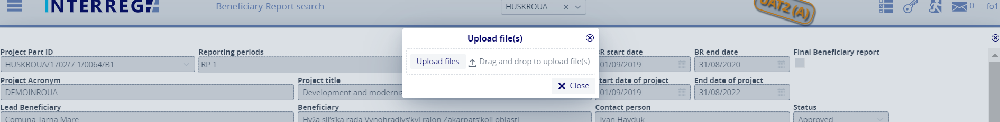 INTERREG
Beneficiary Report search
HUSKROUA
UAT2 (A)
0
fo1
Upload file(s)
Upload files
Drag and drop to upload file(s)
Close
Project Part ID
Reporting periods
BR start date
BR end date
Final Beneficiary report
HUSKROUA/1702/7.1/0064/B1
RP 1
01/09/2019
31/08/2020
Project Acronym
Project title
tart date of project
End date of project
DEMOINROUA
Development and moderniz
01/09/2019
31/08/2022
Lead Beneficiary
Beneficiary
Contact person
Status
Comuna Tarna Mare
Hyža sil's'ka rada Vynohradivs'kyi rajon Zakarpats'koji oblasti
Ivan Hayduk
Approved